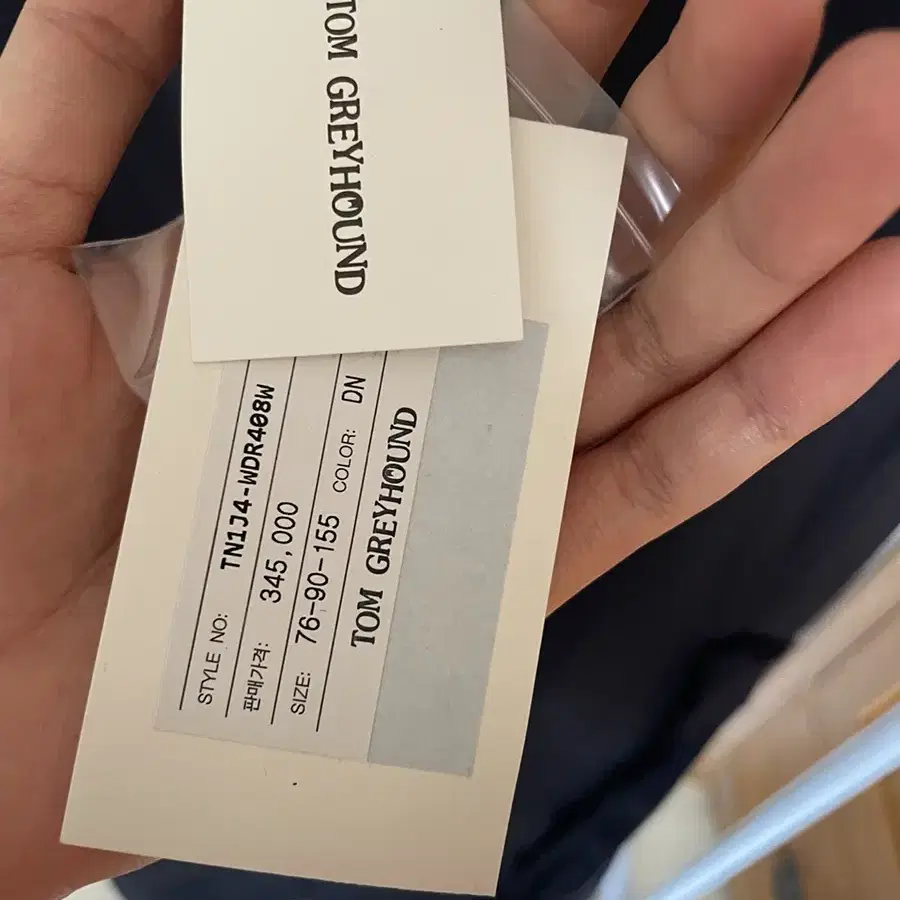 TOM GREYHOUND
STYLE NO: TN1J4-WDR408W
판매가격: 345,000
SIZE: 76-90-155 COLOR: DN
TOM GREYHOUND